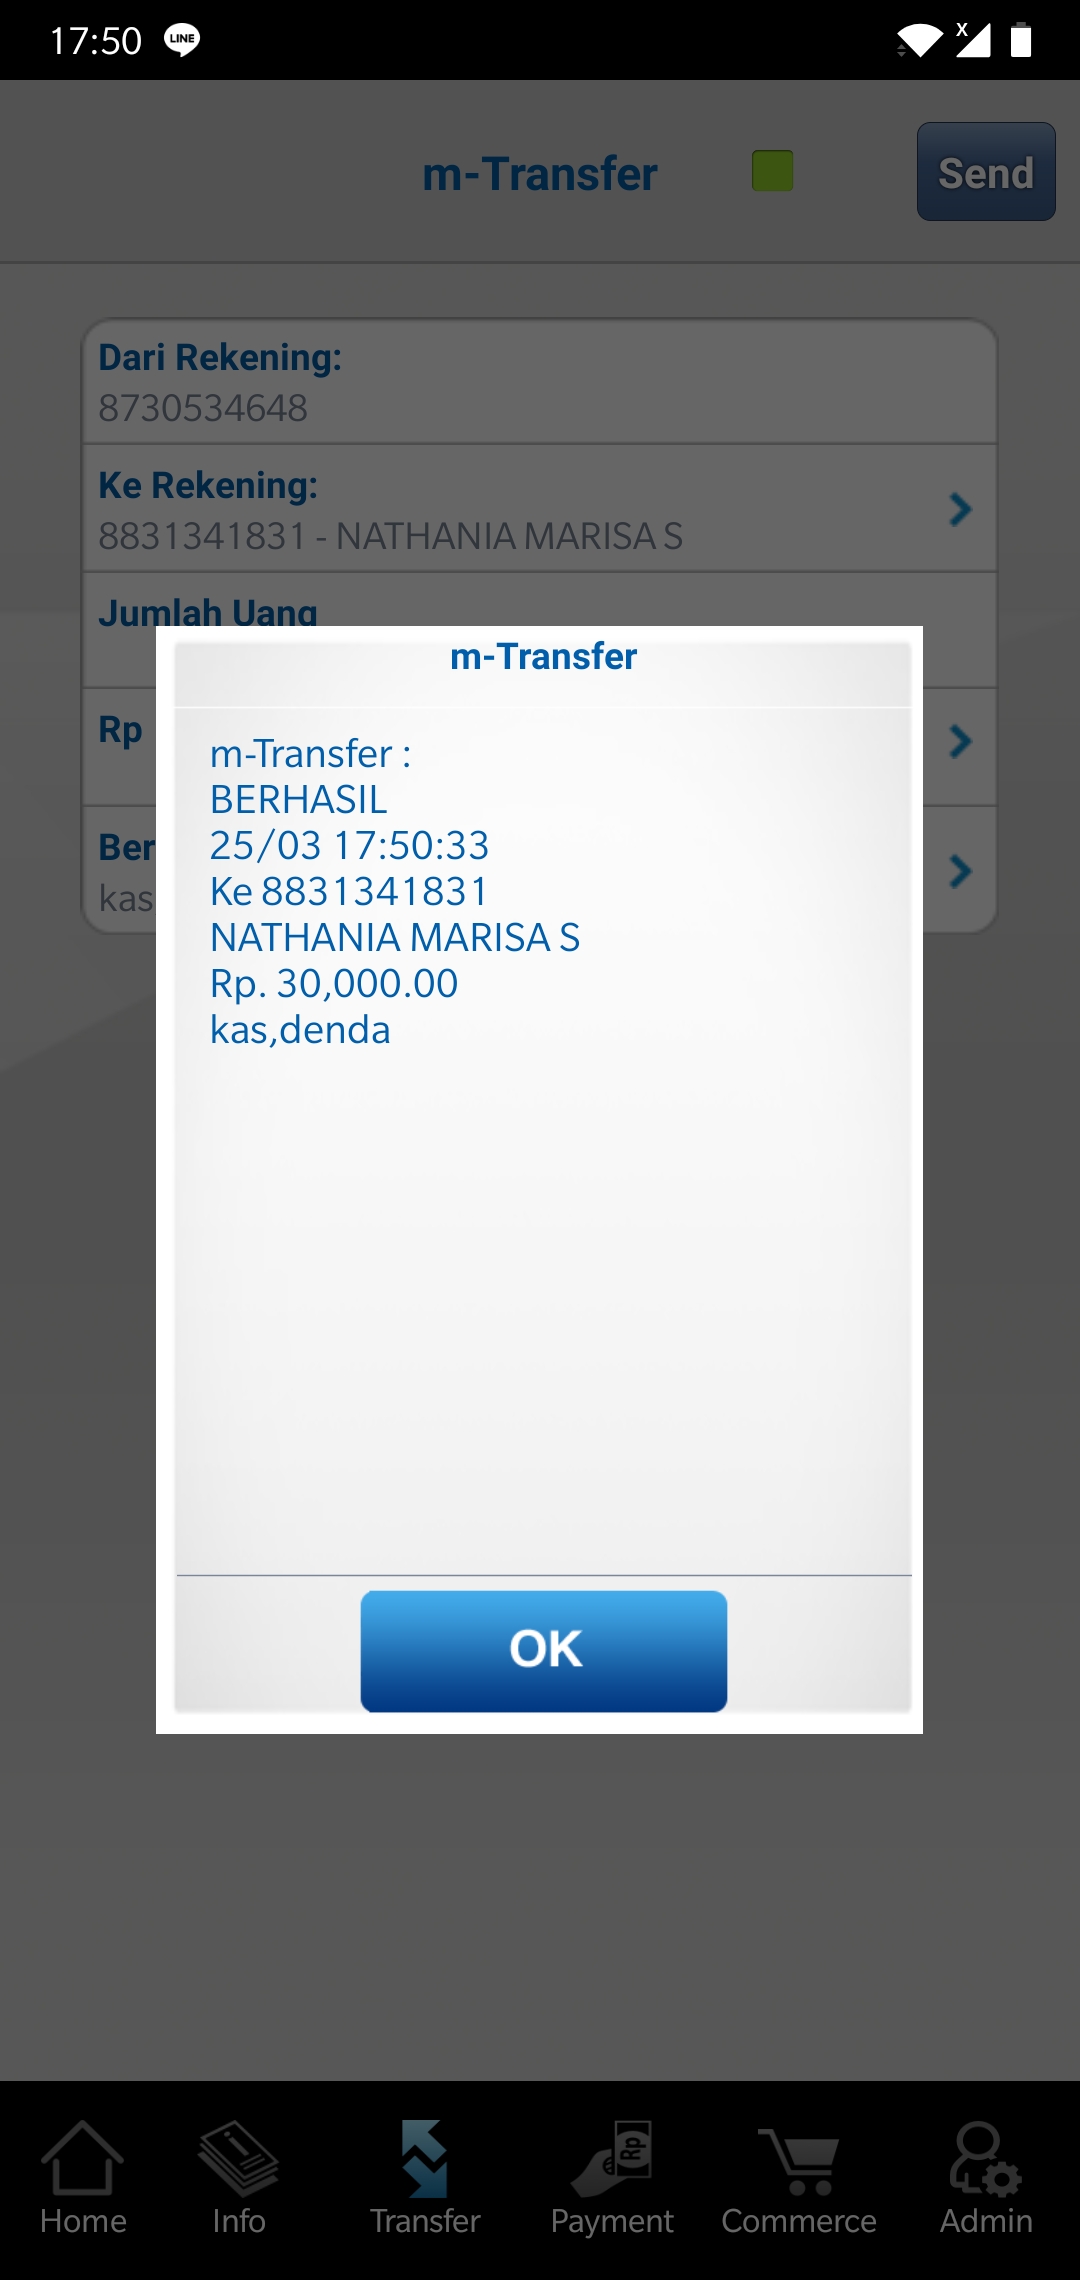 17:50 LINE X
m-Transfer
Send
Dari Rekening:
8730534648
Ke Rekening:
8831341831 - NATHANIA MARISA S
Jumlah Uang
Rp
Ber
kas
m-Transfer
m-Transfer :
BERHASIL
25/03 17:50:33
Ke 8831341831
NATHANIA MARISA S
Rp. 30,000.00
kas,denda
OK
Rp
Home Info Transfer Payment Commerce Admin